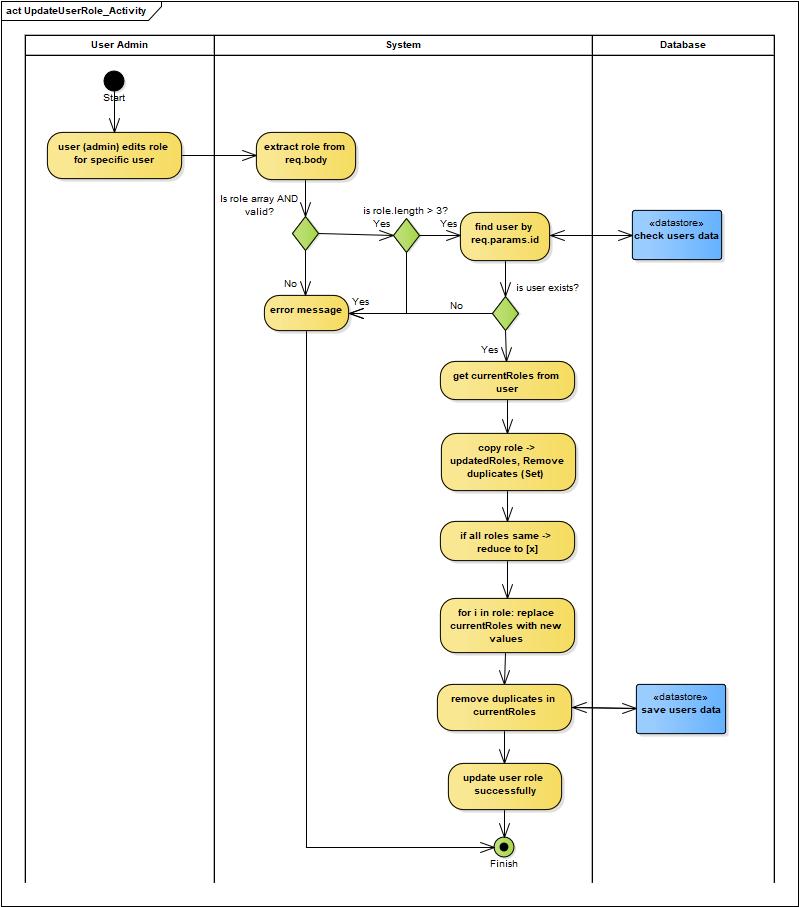 act UpdateUserRole_Activity
User Admin
System
Database
Start
user (admin) edits role
for specific user
extract role from
req.body
Is role array AND
valid?
is role.length > 3?
Yes
Yes
find user by
req.params.id
«datastore»
check users data
No
is user exists?
error message
Yes
No
Yes
get currentRoles from
user
copy role ->
updatedRoles, Remove
duplicates (Set)
if all roles same ->
reduce to [x]
for i in role: replace
currentRoles with new
values
remove duplicates in
currentRoles
«datastore»
save users data
update user role
successfully
Finish